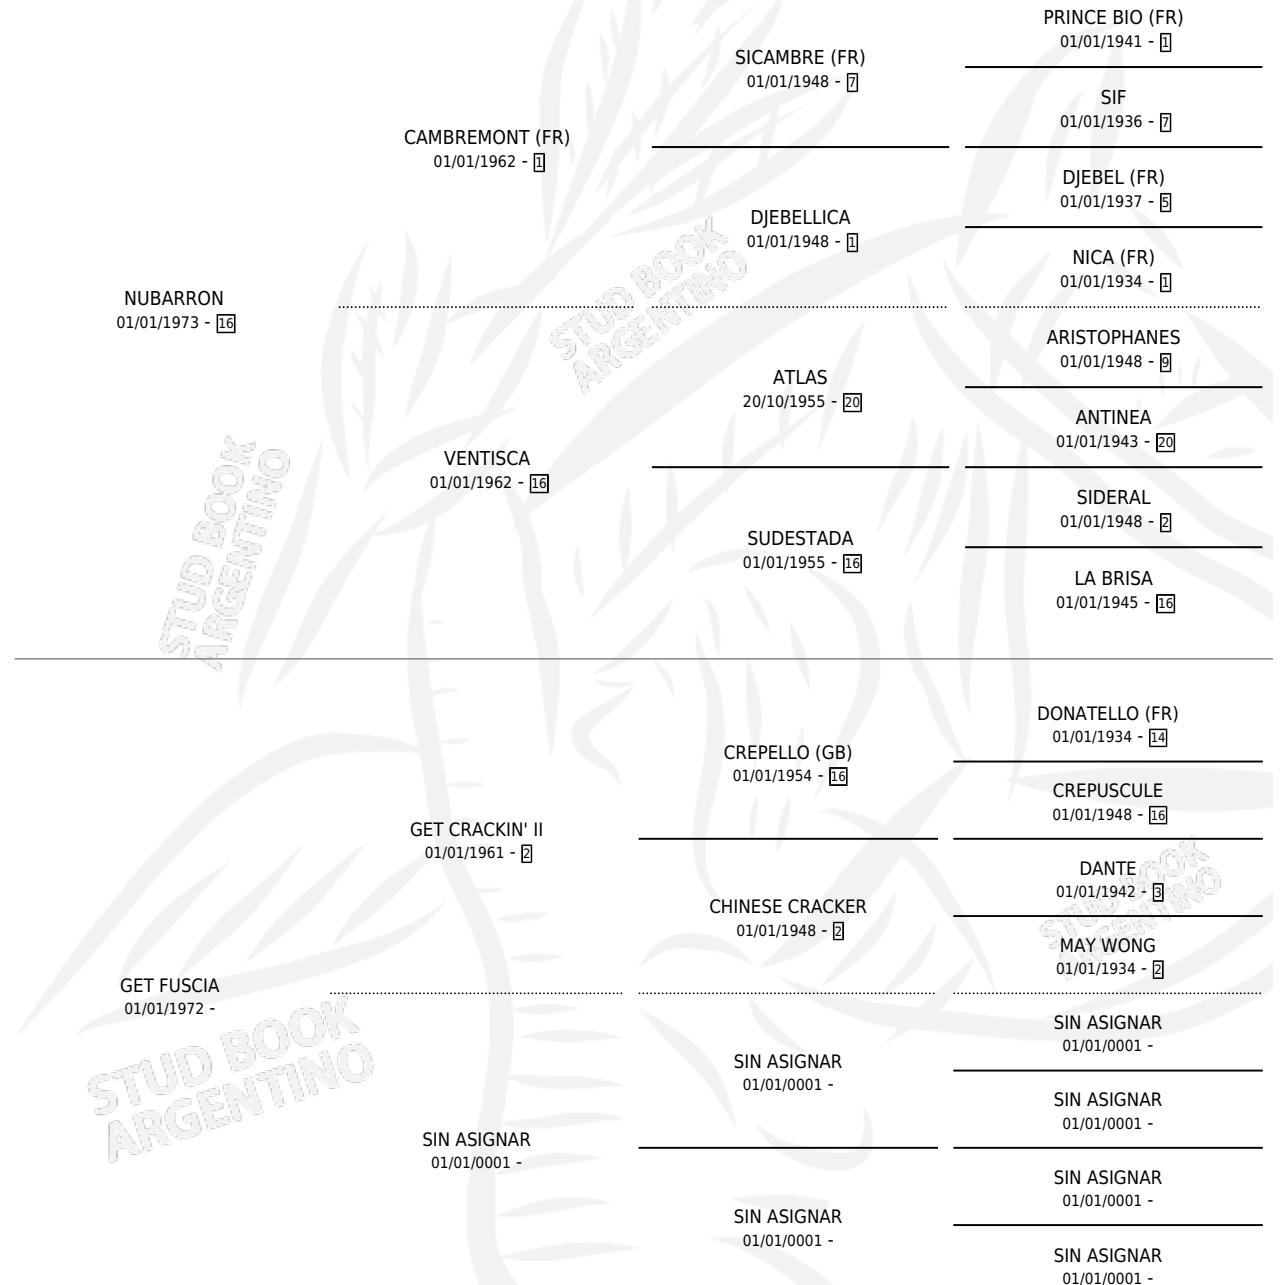 PRINCE BIO (FR)
01/01/1941 - 1
SICAMBRE (FR)
01/01/1948 - 7
SIF
01/01/1936 - 7
CAMBREMONT (FR)
01/01/1962 - 1
DJEBEL (FR)
01/01/1937 - 5
DJEBELLICA
01/01/1948 - 1
NICA (FR)
01/01/1934 - 1
NUBARRON
01/01/1973 - 16
STUD BOOK
ARGENTINO
ARISTOPHANES
01/01/1948 - 9
ATLAS
20/10/1955 - 20
ANTINEA
01/01/1943 - 20
VENTISCA
01/01/1962 - 16
SIDERAL
01/01/1948 - 2
SUDESTADA
01/01/1955 - 16
LA BRISA
01/01/1945 - 16
STUD BOOK
ARGENTINO
DONATELLO (FR)
01/01/1934 - 14
CREPELLO (GB)
01/01/1954 - 16
CREPUSCULE
01/01/1948 - 16
GET CRACKIN' II
01/01/1961 - 2
DANTE
01/01/1942 - 3
CHINESE CRACKER
01/01/1948 - 2
STUD BOOK
ARGENTINO
MAY WONG
01/01/1934 - 2
GET FUSCIA
01/01/1972 -
STUD BOOK
ARGENTINO
SIN ASIGNAR
01/01/0001 -
SIN ASIGNAR
01/01/0001 -
SIN ASIGNAR
01/01/0001 -
SIN ASIGNAR
01/01/0001 -
SIN ASIGNAR
01/01/0001 -
SIN ASIGNAR
01/01/0001 -
SIN ASIGNAR
01/01/0001 -